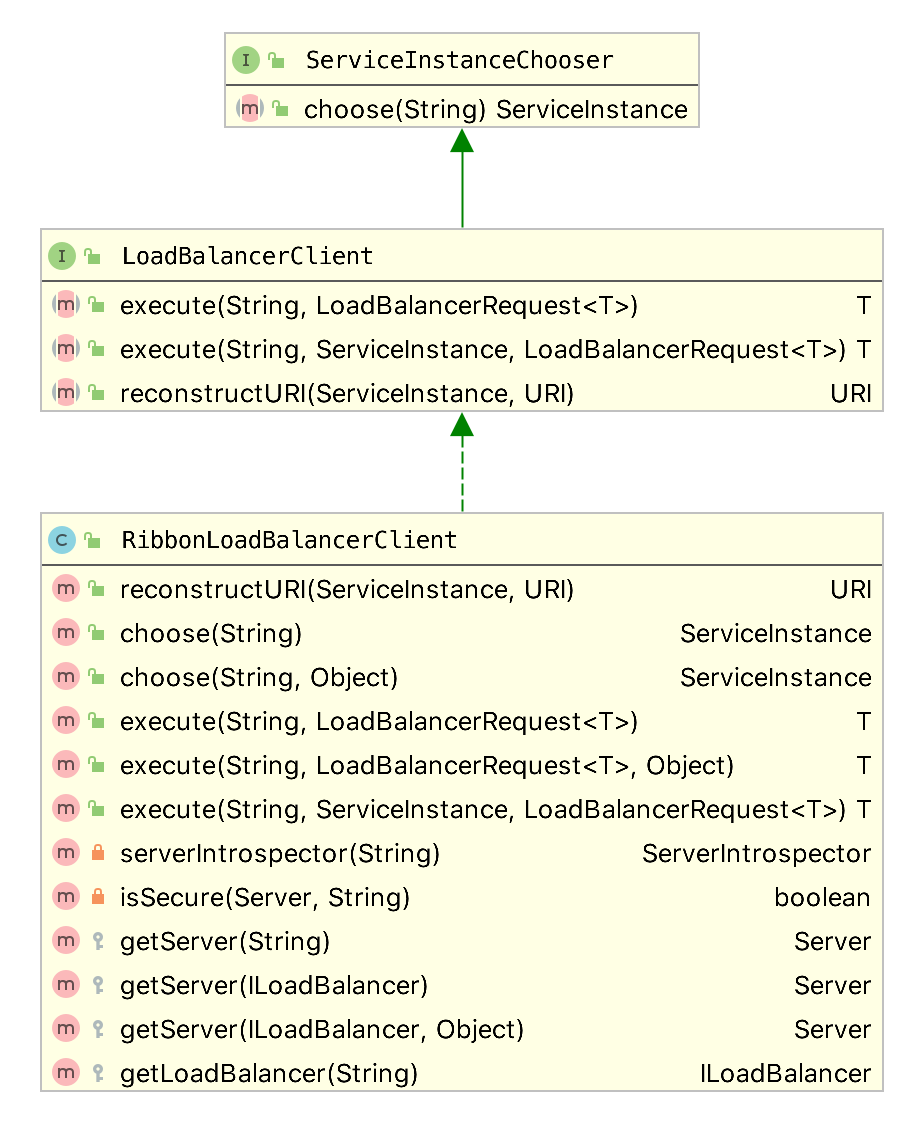 I ServiceInstanceChooser
m choose(String) ServiceInstance
I LoadBalancerClient
m execute(String, LoadBalancerRequest<T>) T
m execute(String, ServiceInstance, LoadBalancerRequest<T>) T
m reconstructURI(ServiceInstance, URI) URI
C RibbonLoadBalancerClient
m reconstructURI(ServiceInstance, URI) URI
m choose(String) ServiceInstance
m choose(String, Object) ServiceInstance
m execute(String, LoadBalancerRequest<T>) T
m execute(String, LoadBalancerRequest<T>, Object) T
m execute(String, ServiceInstance, LoadBalancerRequest<T>) T
m serverIntrospector(String) ServerIntrospector
m isSecure(Server, String) boolean
m getServer(String) Server
m getServer(ILoadBalancer) Server
m getServer(ILoadBalancer, Object) Server
m getLoadBalancer(String) ILoadBalancer